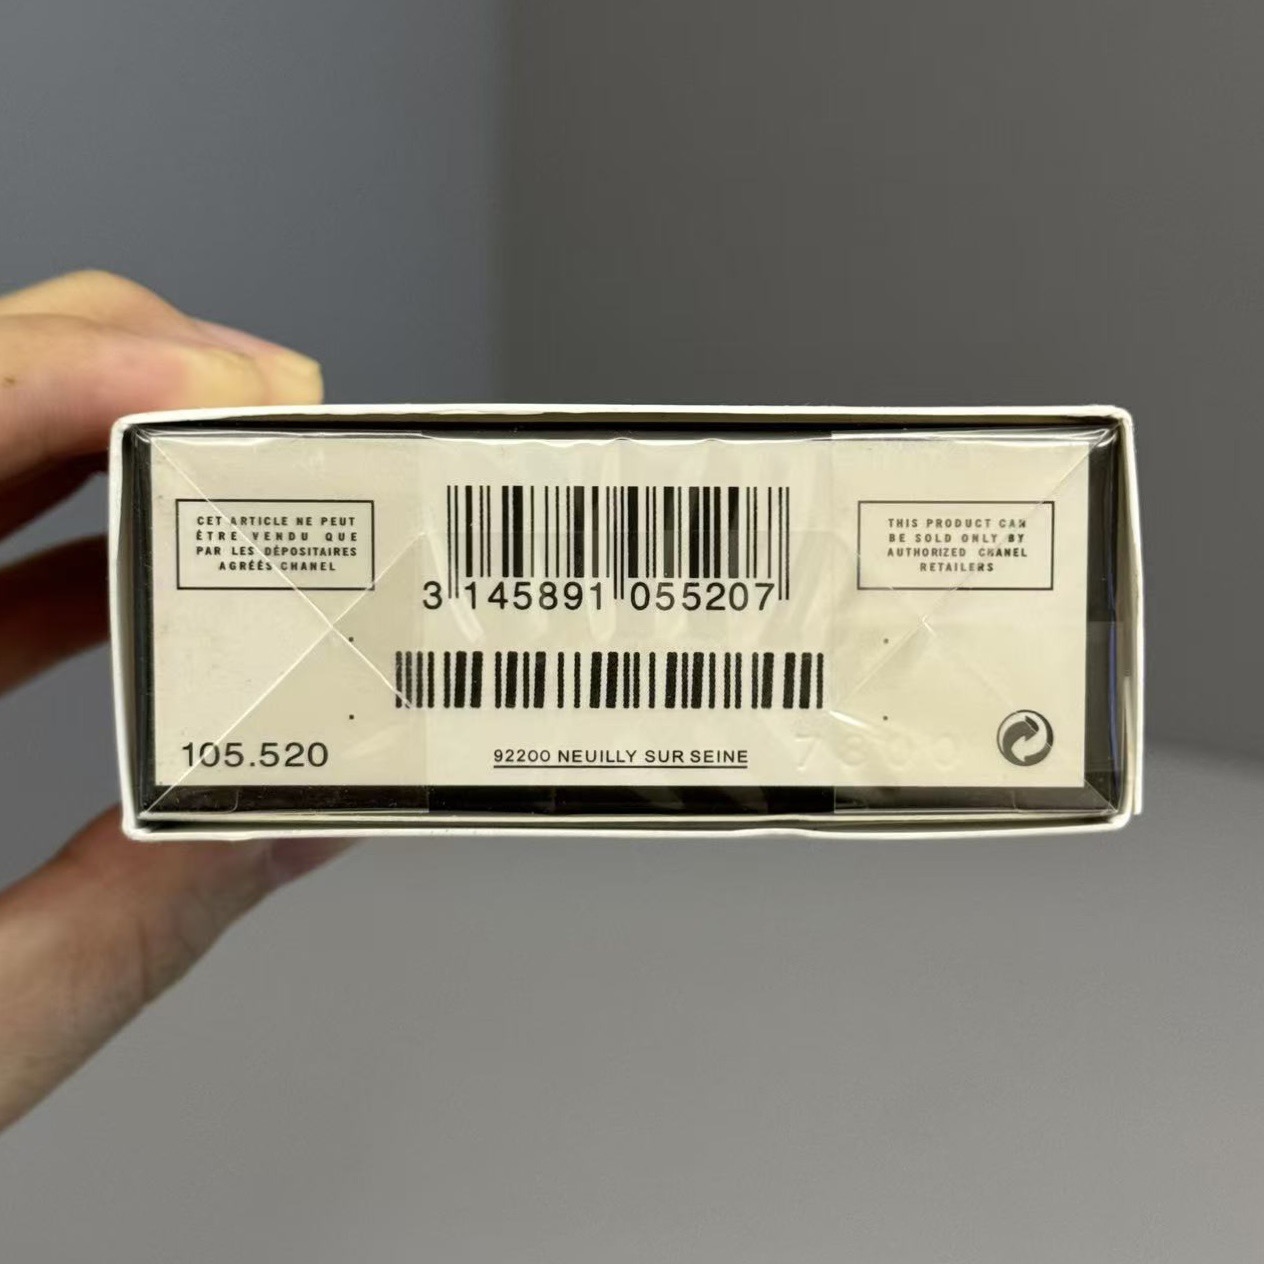 CET ARTICLE NE PEUT
ÊTRE VENDU QUE
PAR LES DÉPOSITAIRES
AGRÉÉS CHANEL
3 145891 055207
THIS PRODUCT CAN
BE SOLD ONLY BY
AUTHORIZED CHANEL
RETAILERS
105.520
92200 NEUILLY SUR SEINE